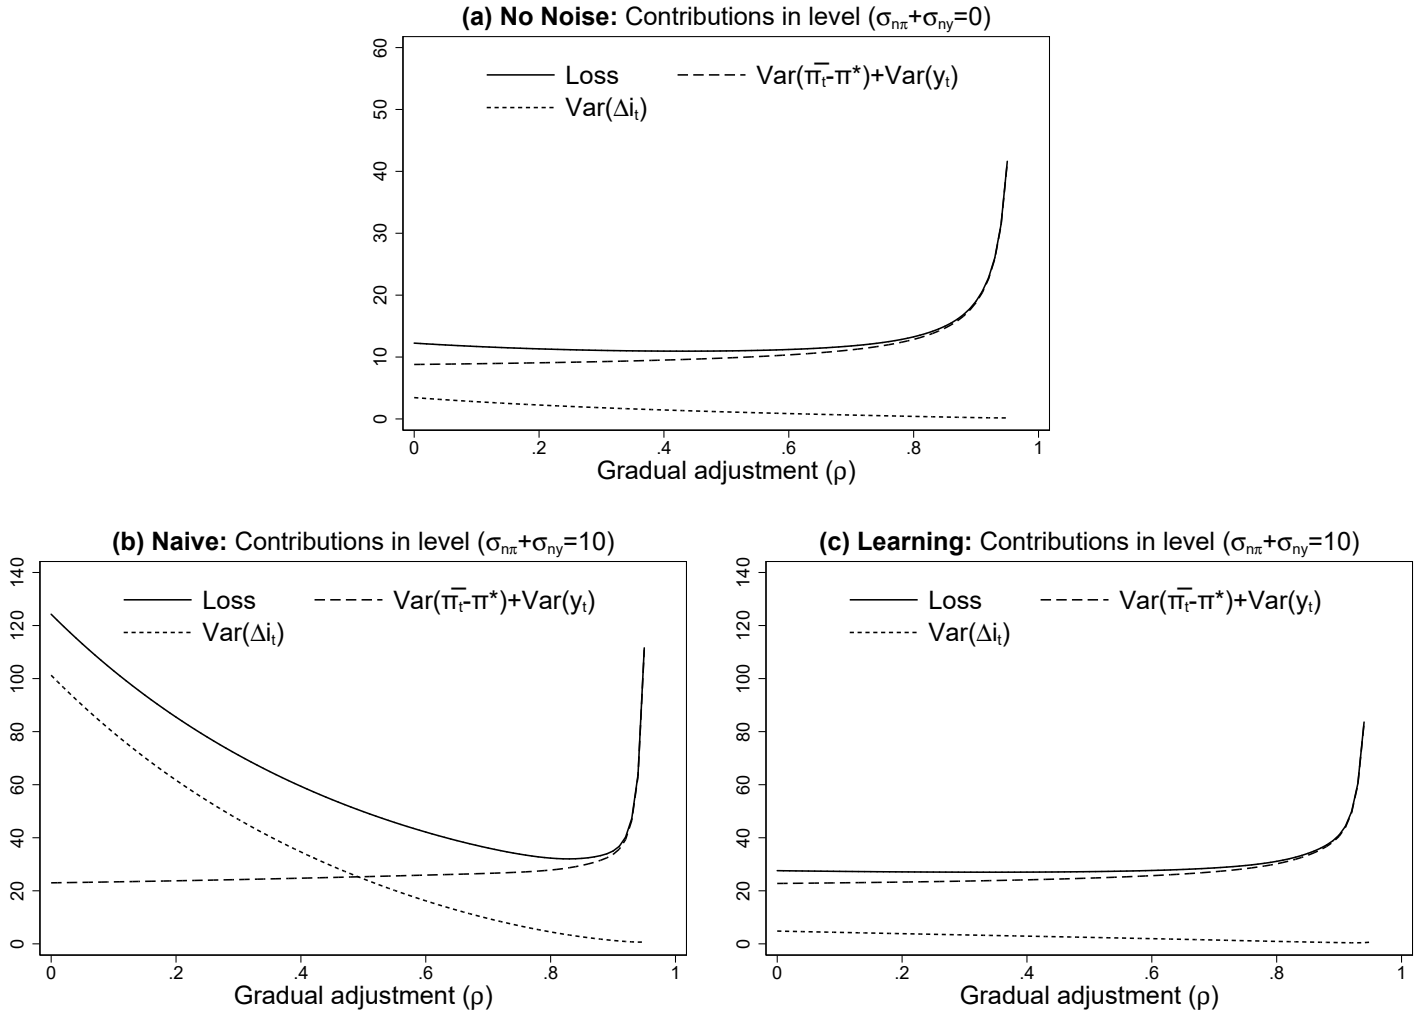 (a) No Noise: Contributions in level (σnπ+σny=0)
60
50
40
30
20
10
0
Loss
Var(π̅t-π*)+Var(yt)
Var(Δit)
0 .2 .4 .6 .8 1
Gradual adjustment (ρ)
(b) Naive: Contributions in level (σnπ+σny=10)
140
120
100
80
60
40
20
0
Loss
Var(π̅t-π*)+Var(yt)
Var(Δit)
0 .2 .4 .6 .8 1
Gradual adjustment (ρ)
(c) Learning: Contributions in level (σnπ+σny=10)
140
120
100
80
60
40
20
0
Loss
Var(π̅t-π*)+Var(yt)
Var(Δit)
0 .2 .4 .6 .8 1
Gradual adjustment (ρ)